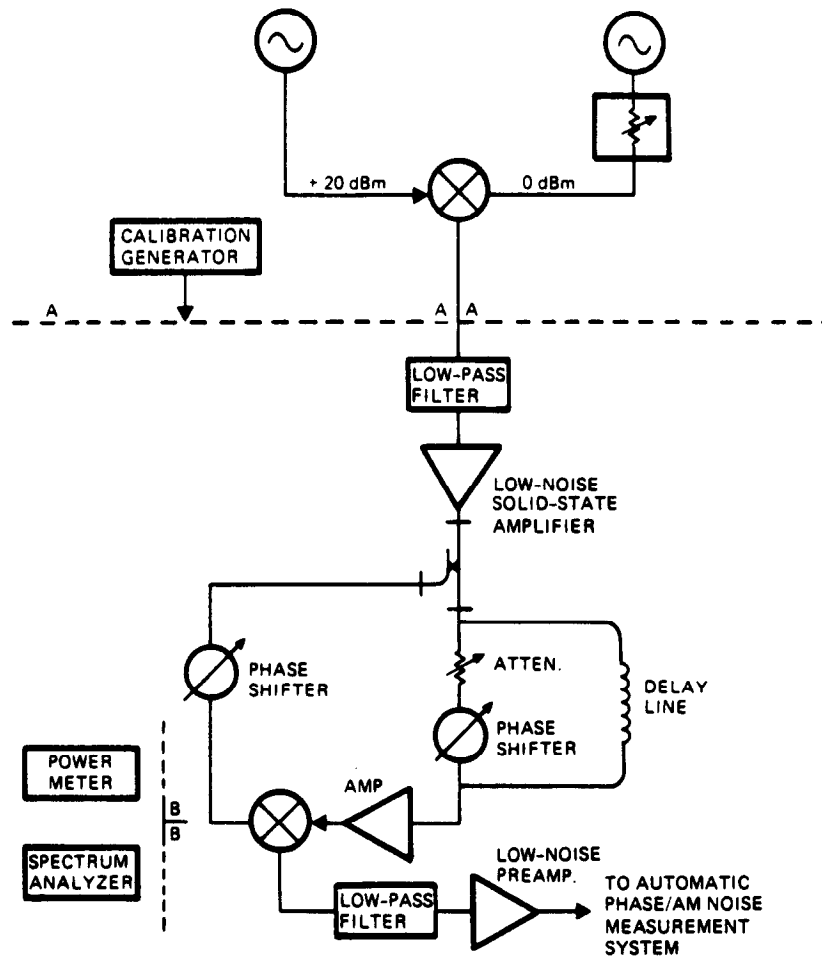 + 20 dBm
0 dBm
CALIBRATION
GENERATOR
A
A
A
LOW-PASS
FILTER
LOW-NOISE
SOLID-STATE
AMPLIFIER
PHASE
SHIFTER
ATTEN.
DELAY
LINE
PHASE
SHIFTER
POWER
METER
AMP
B
B
SPECTRUM
ANALYZER
LOW-NOISE
PREAMP.
LOW-PASS
FILTER
TO AUTOMATIC
PHASE/AM NOISE
MEASUREMENT
SYSTEM